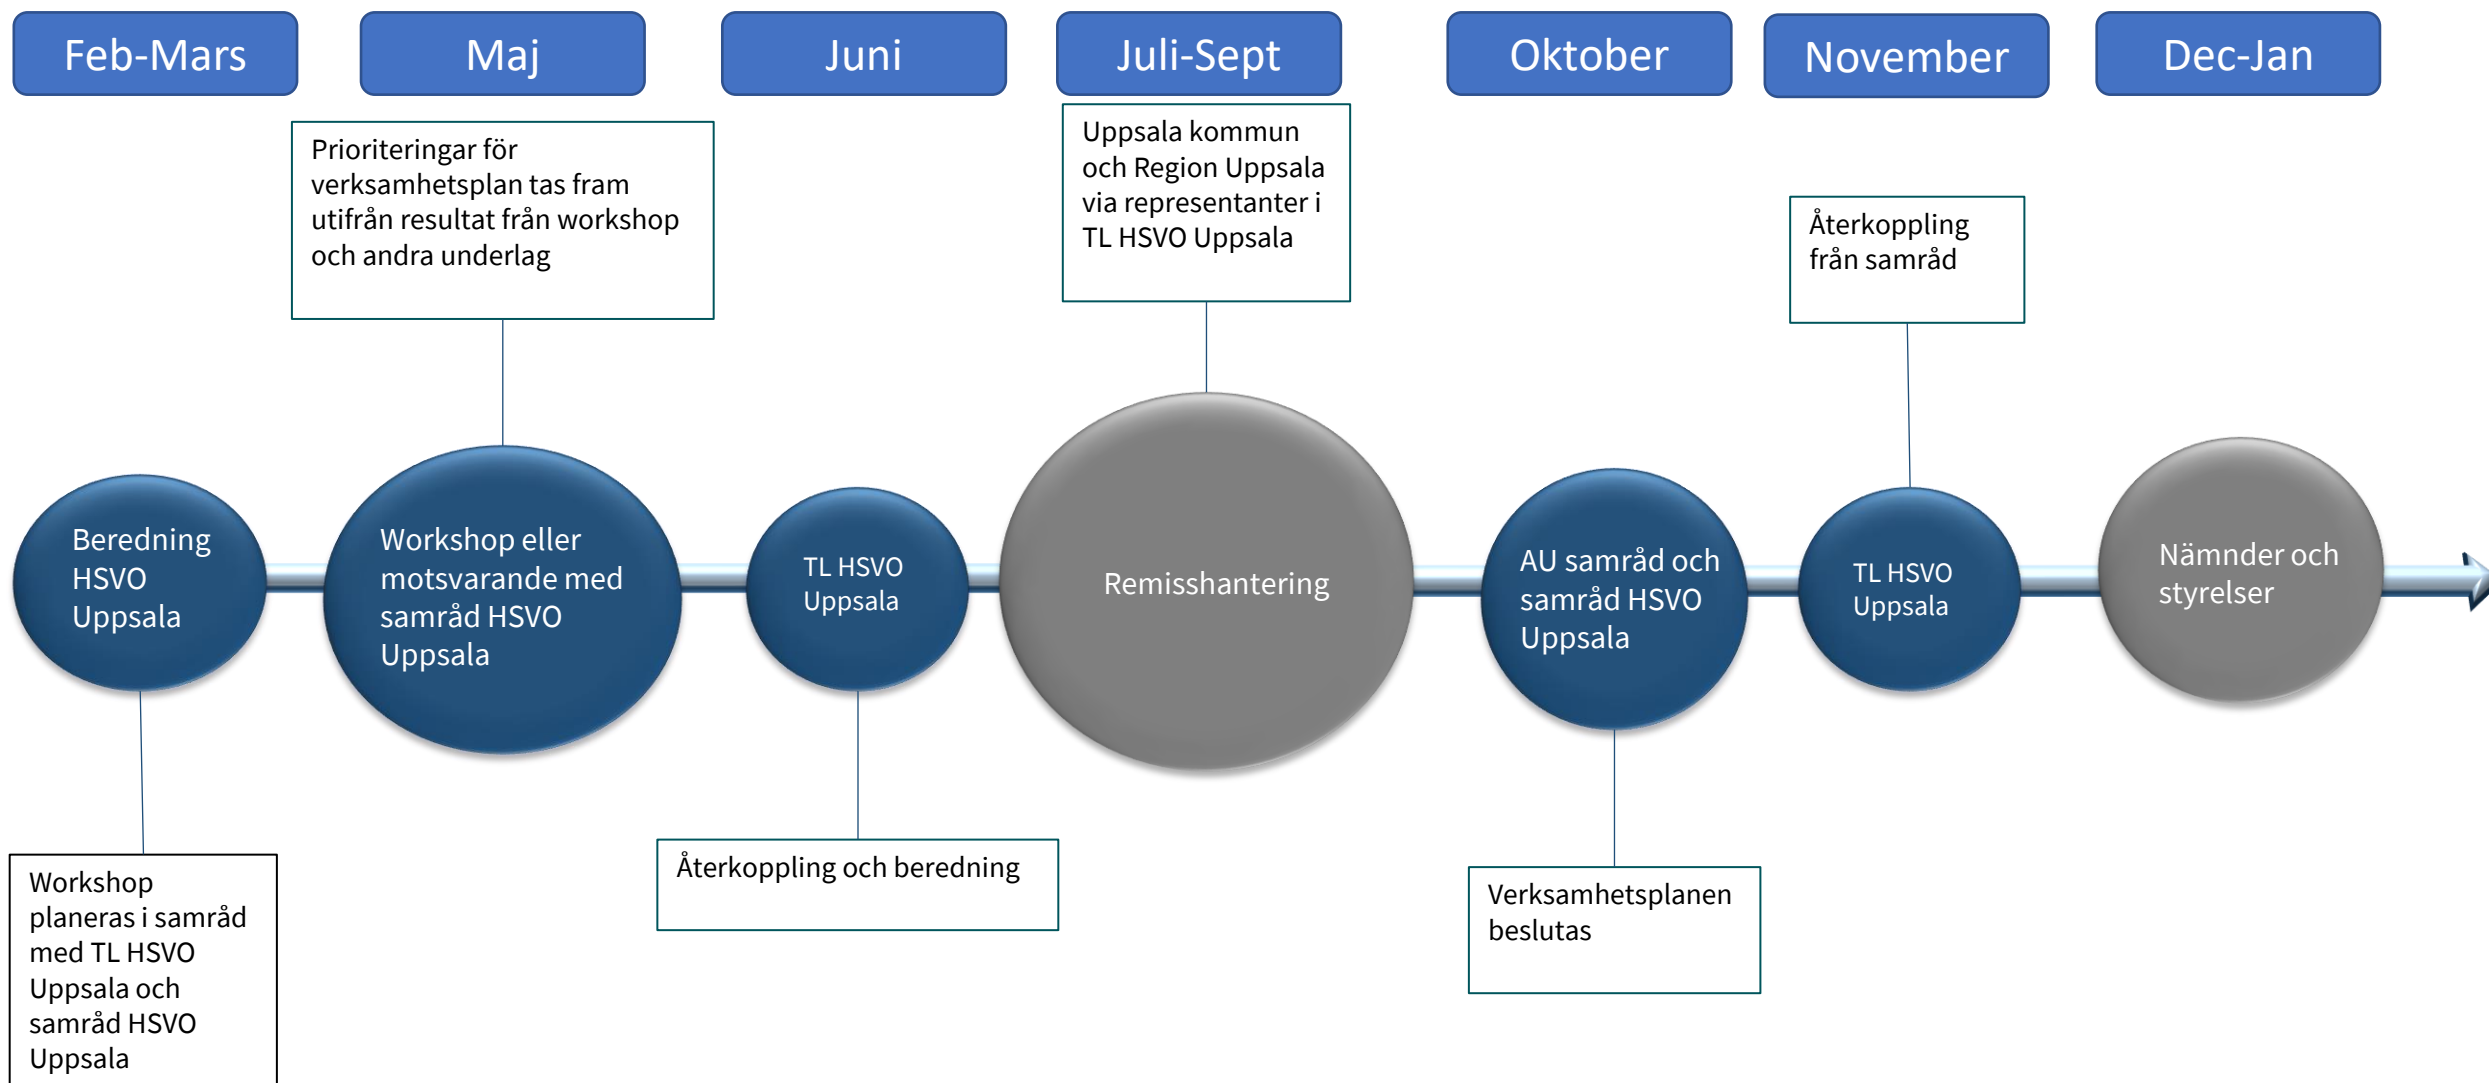 Feb-Mars
Maj
Juni
Juli-Sept
Oktober
November
Dec-Jan
Prioriteringar för
verksamhetsplan tas fram
utifrån resultat från workshop
och andra underlag
Uppsala kommun
och Region Uppsala
via representanter i
TL HSVO Uppsala
Återkoppling
från samråd
Beredning
HSVO
Uppsala
Workshop eller
motsvarande med
samråd HSVO
Uppsala
TL HSVO
Uppsala
Remisshantering
AU samråd och
samråd HSVO
Uppsala
TL HSVO
Uppsala
Nämnder och
styrelser
Workshop
planeras i samråd
med TL HSVO
Uppsala och
samråd HSVO
Uppsala
Återkoppling och beredning
Verksamhetsplanen
beslutas